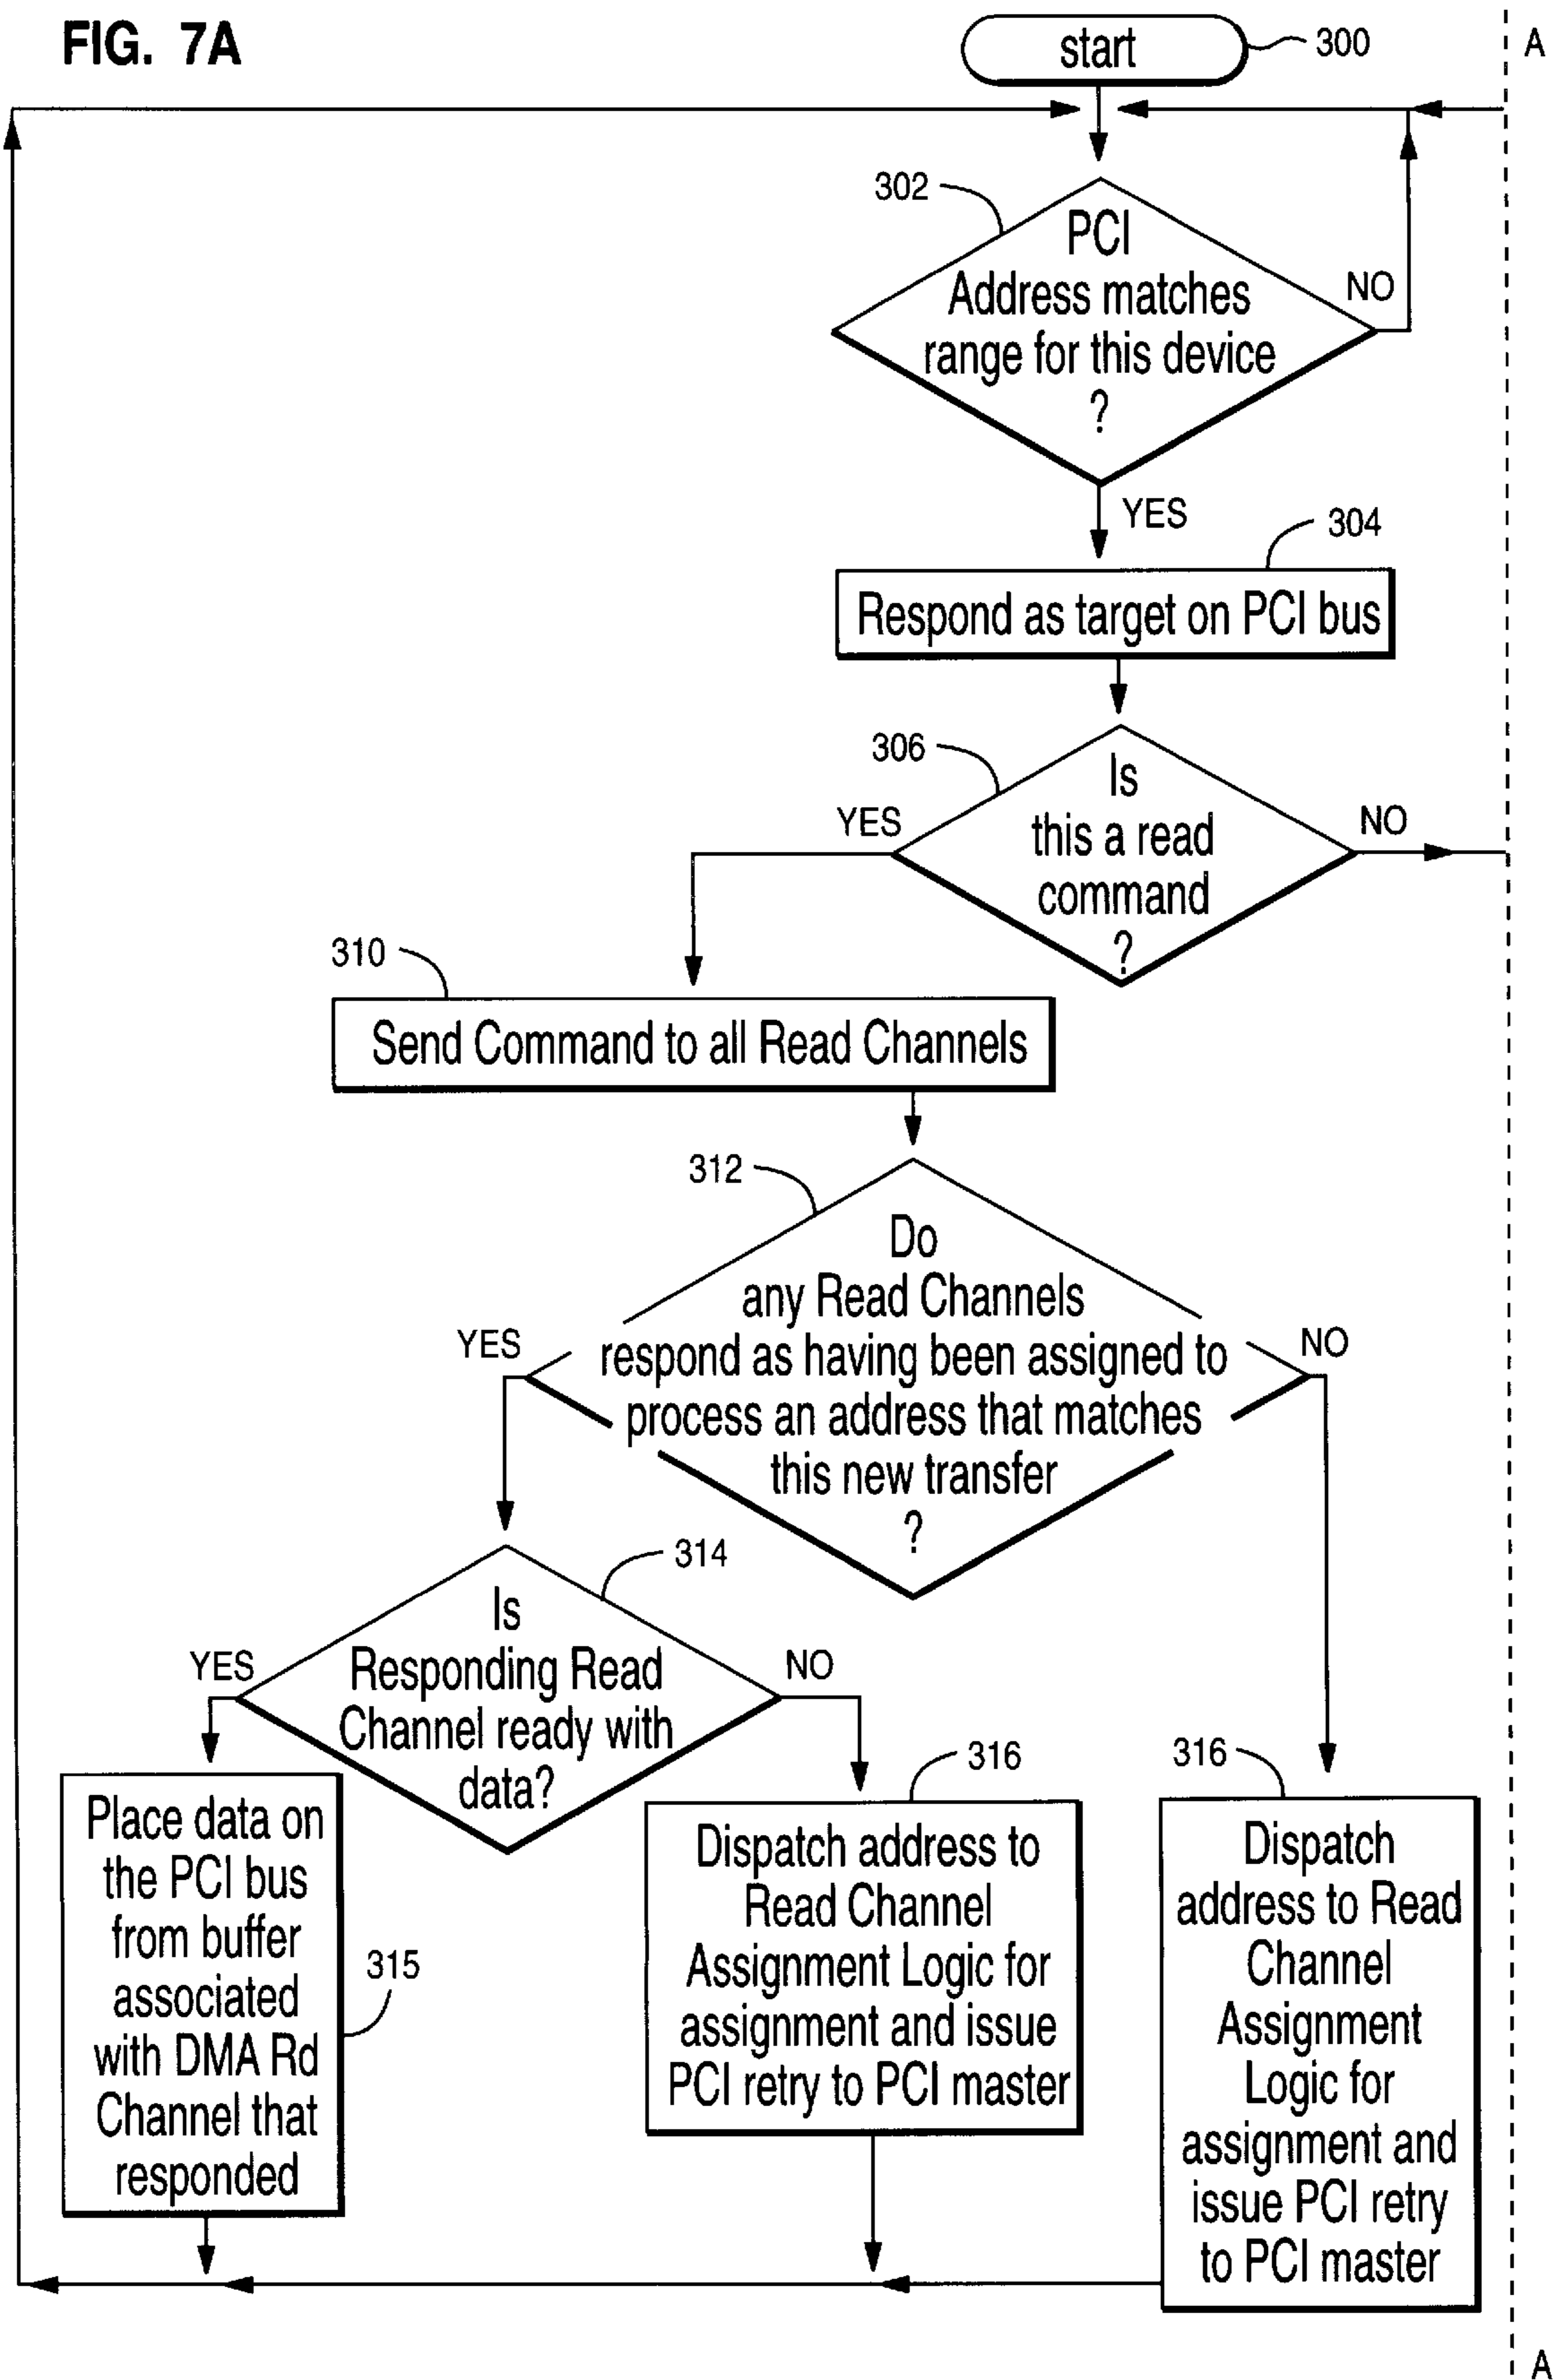 FIG. 7A
start
300
A
302
PCI
Address matches
range for this device
?
NO
YES
304
Respond as target on PCI bus
306
Is
this a read
command
?
YES
NO
310
Send Command to all Read Channels
312
Do
any Read Channels
respond as having been assigned to
process an address that matches
this new transfer
?
YES
NO
314
Is
Responding Read
Channel ready with
data?
YES
NO
Place data on
the PCI bus
from buffer
associated
with DMA Rd
Channel that
responded
315
316
Dispatch address to
Read Channel
Assignment Logic for
assignment and issue
PCI retry to PCI master
316
Dispatch
address to Read
Channel
Assignment
Logic for
assignment and
issue PCI retry
to PCI master
A